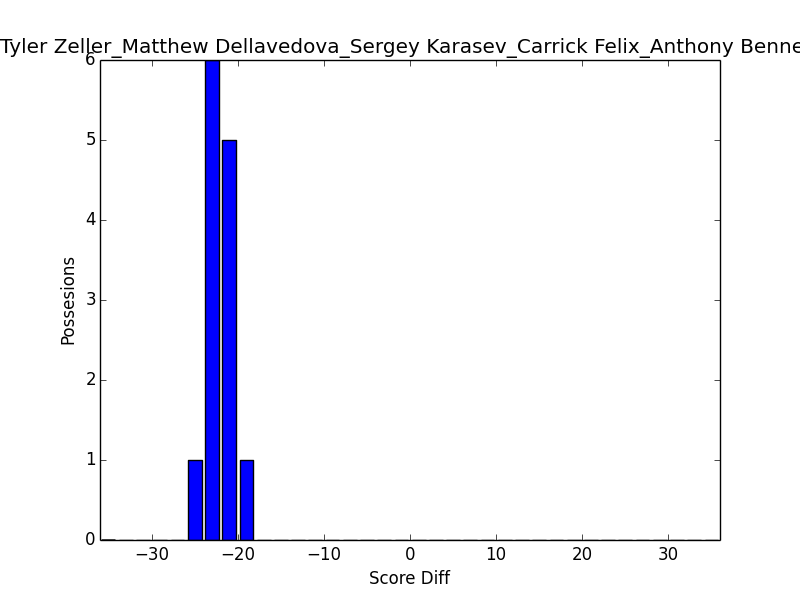 Tyler Zeller_Matthew Dellavedova_Sergey Karasev_Carrick Felix_Anthony Benne
6
5
4
3
2
1
0
Possesions
−30 −20 −10 0 10 20 30
Score Diff